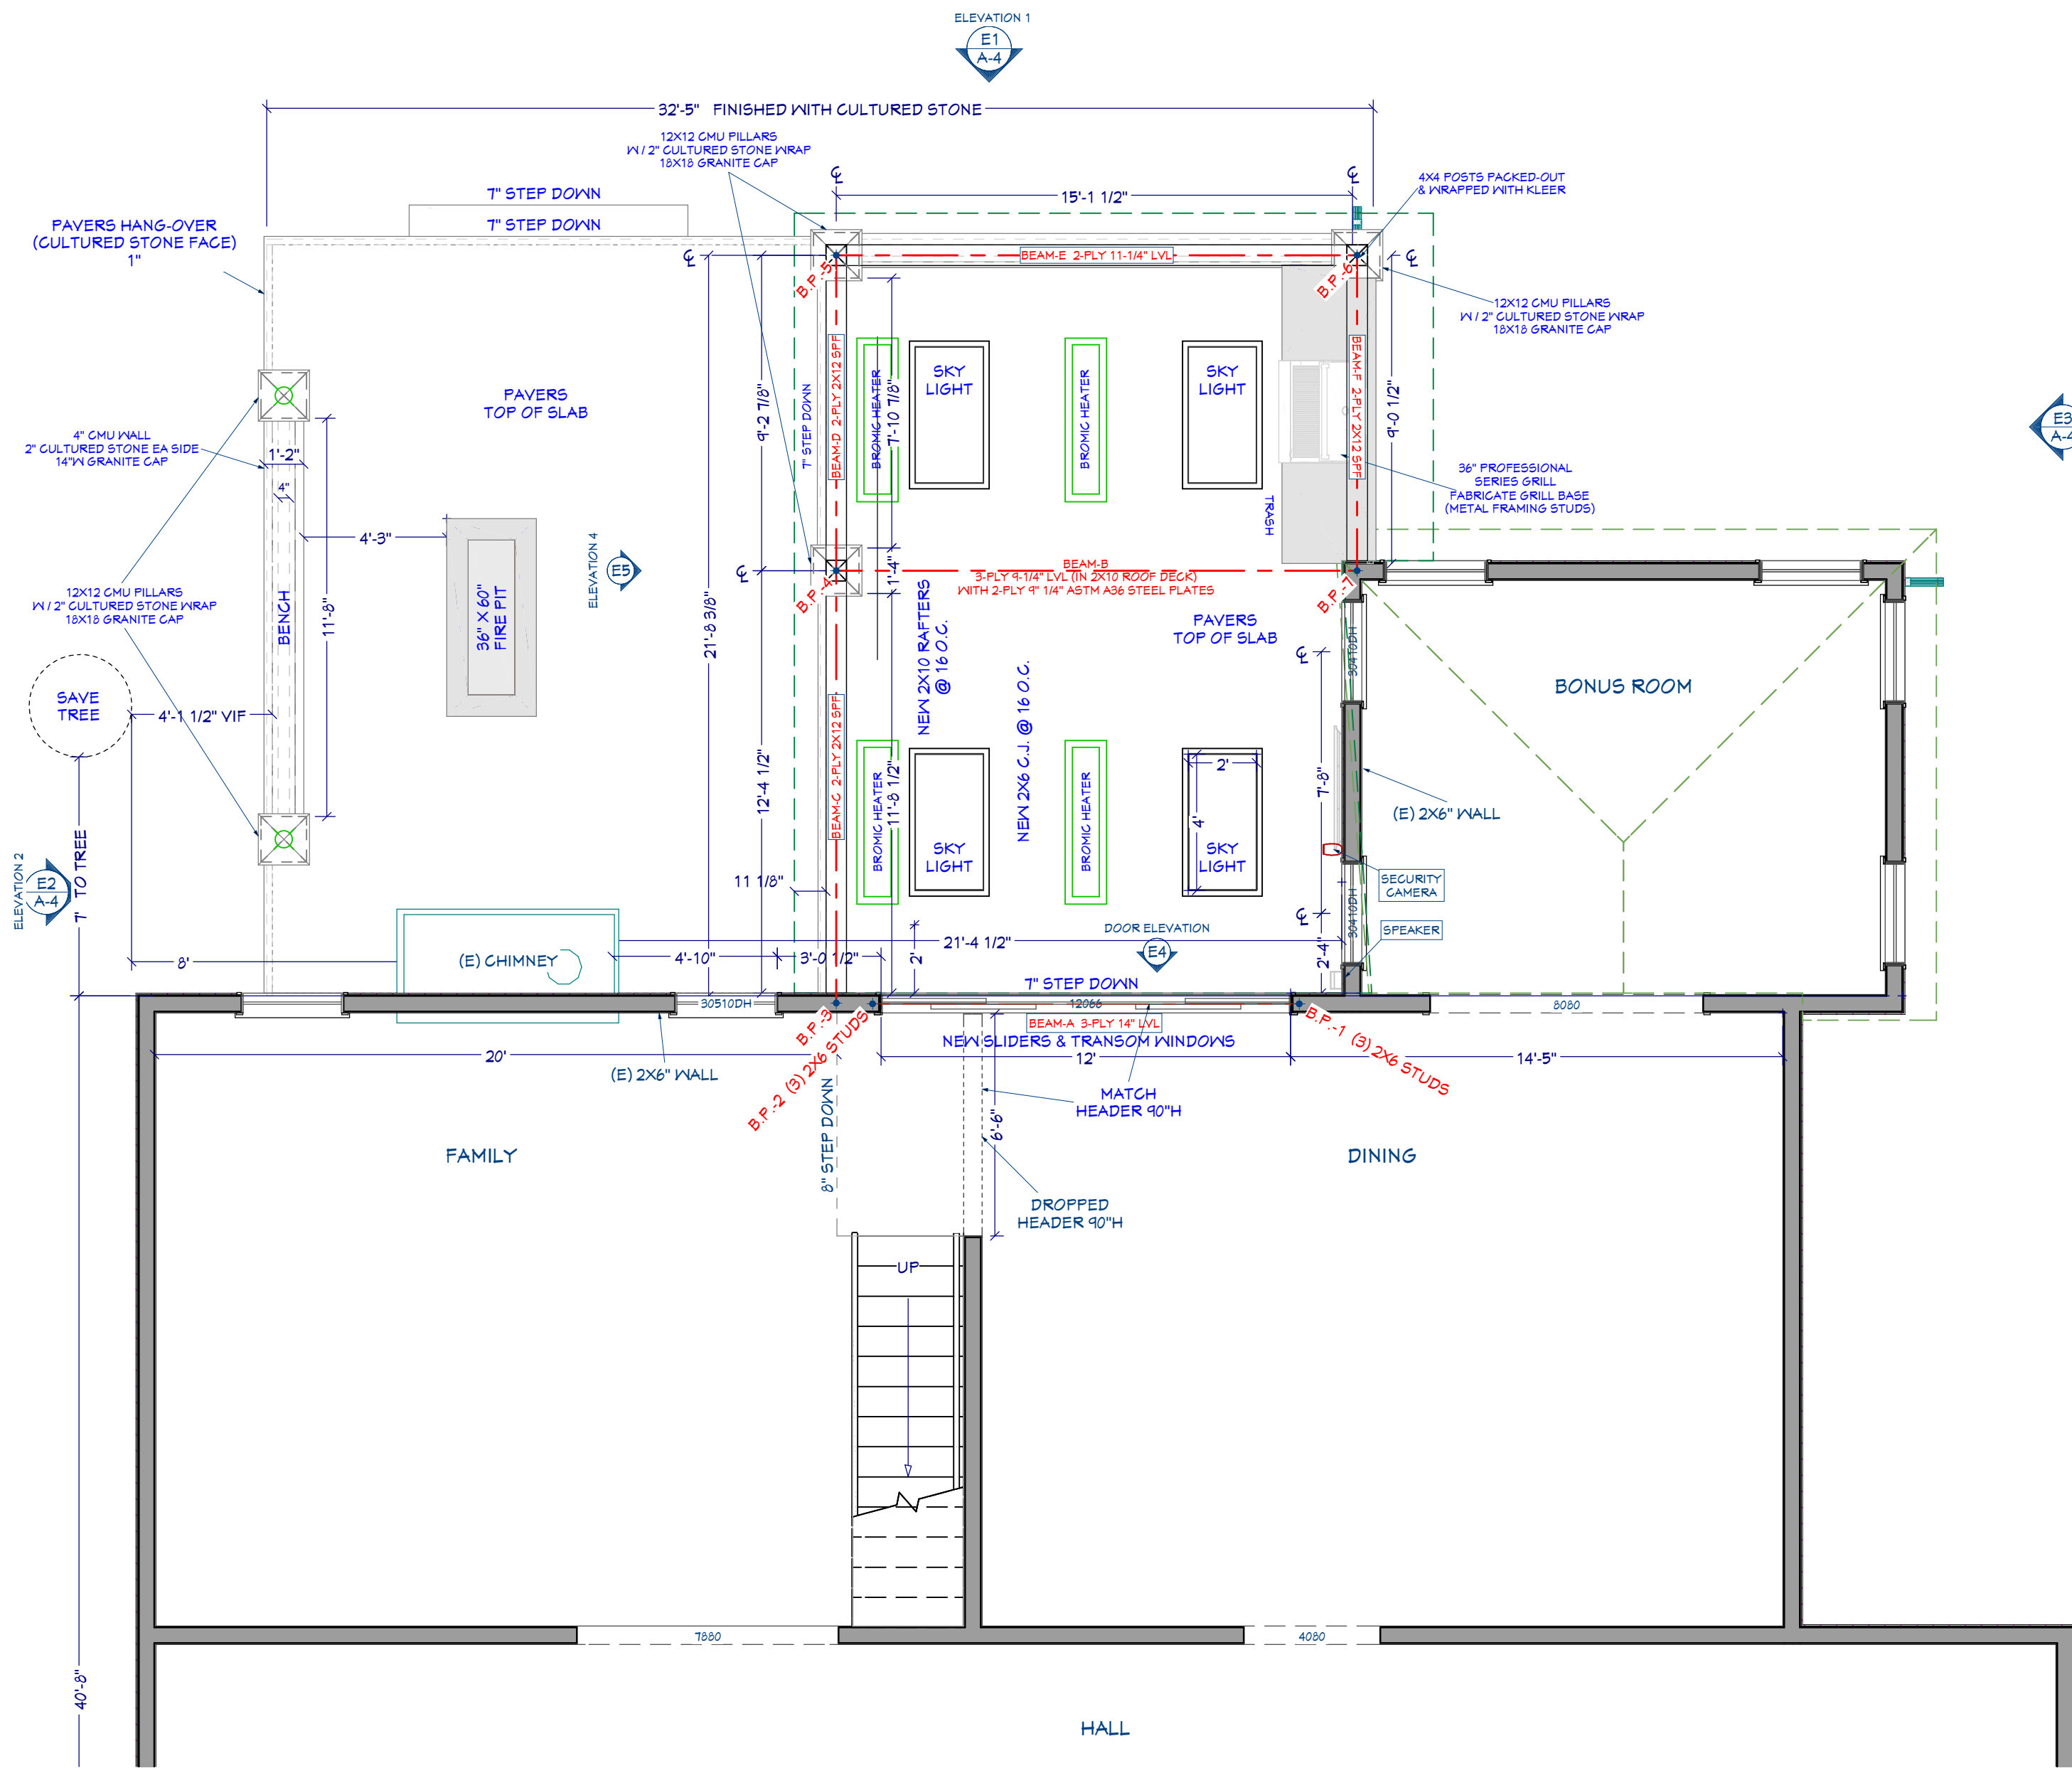 ELEVATION 1
E1
A-4
32'-5" FINISHED WITH CULTURED STONE
12X12 CMU PILLARS
W / 2" CULTURED STONE WRAP
18X18 GRANITE CAP
15'-1 1/2"
4X4 POSTS PACKED-OUT
& WRAPPED WITH KLEER
7" STEP DOWN
7" STEP DOWN
PAVERS HANG-OVER
(CULTURED STONE FACE)
1"
BEAM-E 2-PLY 11-1/4" LVL
B.P.-5
B.P.-6
12X12 CMU PILLARS
W / 2" CULTURED STONE WRAP
18X18 GRANITE CAP
PAVERS
TOP OF SLAB
9'-2 7/8"
7" STEP DOWN
BEAM-D 2-PLY 2X12 SPF
BROMIC HEATER
7'-10 7/8"
SKY
LIGHT
BROMIC HEATER
SKY
LIGHT
BEAM-F 2-PLY 2X12 SPF
9'-0 1/2"
E3
A-4
4" CMU WALL
2" CULTURED STONE EA SIDE
14"W GRANITE CAP
1'-2"
4"
36" PROFESSIONAL
SERIES GRILL
FABRICATE GRILL BASE
(METAL FRAMING STUDS)
TRASH
4'-3"
ELEVATION 4
E5
1'-4"
BEAM-B
3-PLY 9-1/4" LVL (IN 2X10 ROOF DECK)
WITH 2-PLY 9" 1/4" ASTM A36 STEEL PLATES
B.P.-4
B.P.-7
12X12 CMU PILLARS
W / 2" CULTURED STONE WRAP
18X18 GRANITE CAP
BENCH
11'-8"
36" X 60"
FIRE PIT
21'-8 3/8"
NEW 2X10 RAFTERS
@ 16 O.C.
NEW 2X6 C.J. @ 16 O.C.
PAVERS
TOP OF SLAB
30410DH
BONUS ROOM
SAVE
TREE
4'-1 1/2" VIF
12'-4 1/2"
BEAM-C 2-PLY 2X12 SPF
BROMIC HEATER
11'-8 1/2"
SKY
LIGHT
BROMIC HEATER
2'
4'
SKY
LIGHT
7'-8"
(E) 2X6" WALL
ELEVATION 2
E2
A-4
7' TO TREE
11 1/8"
SECURITY
CAMERA
30410DH
SPEAKER
DOOR ELEVATION
E4
21'-4 1/2"
8'
(E) CHIMNEY
4'-10"
3'-0 1/2"
2'
2'-4"
7" STEP DOWN
30510DH
12066
8080
BEAM-A 3-PLY 14" LVL
NEW SLIDERS & TRANSOM WINDOWS
B.P.-3
B.P.-2 (3) 2X6 STUDS
B.P.-1 (3) 2X6 STUDS
20'
12'
14'-5"
(E) 2X6" WALL
MATCH
HEADER 90"H
8" STEP DOWN
6'-6"
FAMILY
DINING
DROPPED
HEADER 90"H
UP
7880
4080
40'-8"
HALL